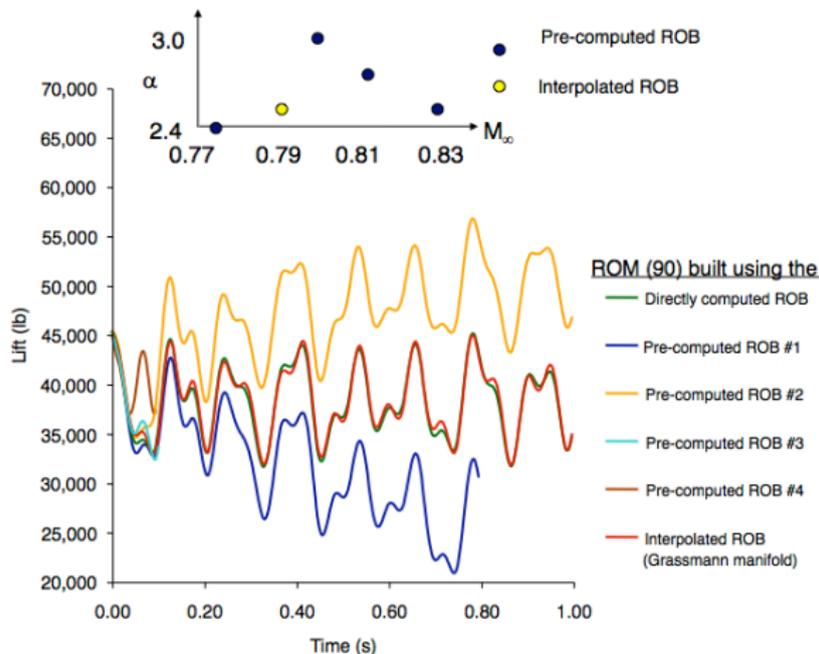 3.0
α
2.4
0.77 0.79 0.81 0.83
M∞
Pre-computed ROB
Interpolated ROB
70,000
65,000
60,000
55,000
50,000
45,000
40,000
35,000
30,000
25,000
20,000
Lift (lb)
0.00 0.20 0.40 0.60 0.80 1.00
Time (s)
ROM (90) built using the
Directly computed ROB
Pre-computed ROB #1
Pre-computed ROB #2
Pre-computed ROB #3
Pre-computed ROB #4
Interpolated ROB
(Grassmann manifold)